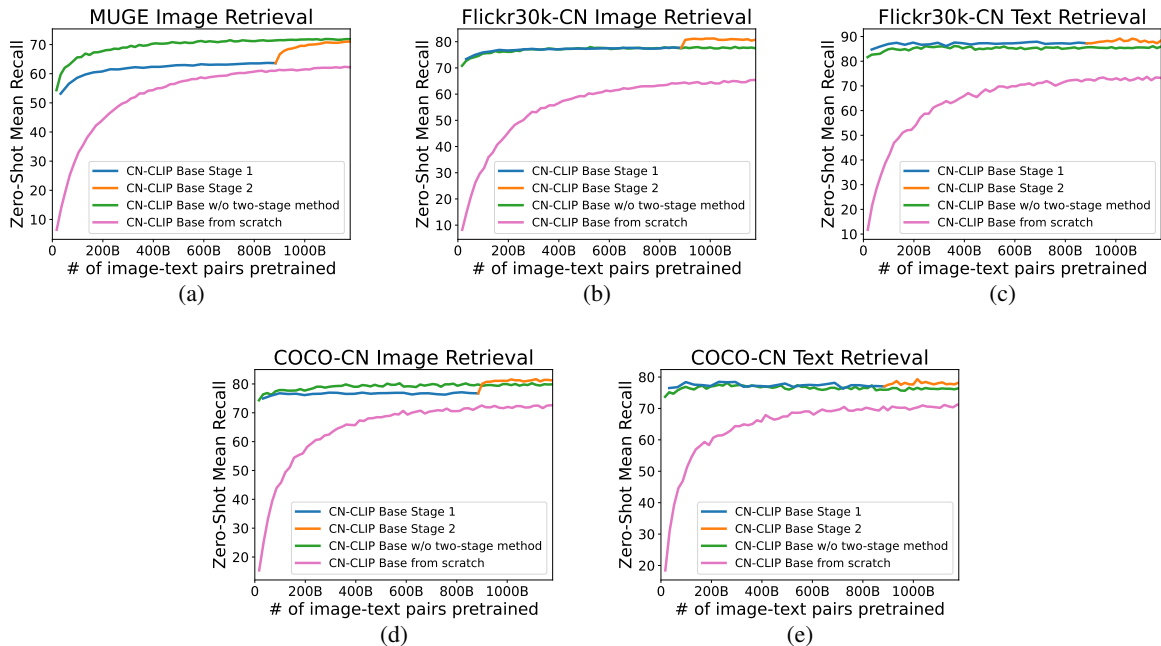 MUGE Image Retrieval
Zero-Shot Mean Recall
70
60
50
40
30
20
10
CN-CLIP Base Stage 1
CN-CLIP Base Stage 2
CN-CLIP Base w/o two-stage method
CN-CLIP Base from scratch
0 200B 400B 600B 800B 1000B
# of image-text pairs pretrained
(a)
Flickr30k-CN Image Retrieval
Zero-Shot Mean Recall
80
70
60
50
40
30
20
10
CN-CLIP Base Stage 1
CN-CLIP Base Stage 2
CN-CLIP Base w/o two-stage method
CN-CLIP Base from scratch
0 200B 400B 600B 800B 1000B
# of image-text pairs pretrained
(b)
Flickr30k-CN Text Retrieval
Zero-Shot Mean Recall
90
80
70
60
50
40
30
20
10
CN-CLIP Base Stage 1
CN-CLIP Base Stage 2
CN-CLIP Base w/o two-stage method
CN-CLIP Base from scratch
0 200B 400B 600B 800B 1000B
# of image-text pairs pretrained
(c)
COCO-CN Image Retrieval
Zero-Shot Mean Recall
80
70
60
50
40
30
20
CN-CLIP Base Stage 1
CN-CLIP Base Stage 2
CN-CLIP Base w/o two-stage method
CN-CLIP Base from scratch
0 200B 400B 600B 800B 1000B
# of image-text pairs pretrained
(d)
COCO-CN Text Retrieval
Zero-Shot Mean Recall
80
70
60
50
40
30
20
CN-CLIP Base Stage 1
CN-CLIP Base Stage 2
CN-CLIP Base w/o two-stage method
CN-CLIP Base from scratch
0 200B 400B 600B 800B 1000B
# of image-text pairs pretrained
(e)